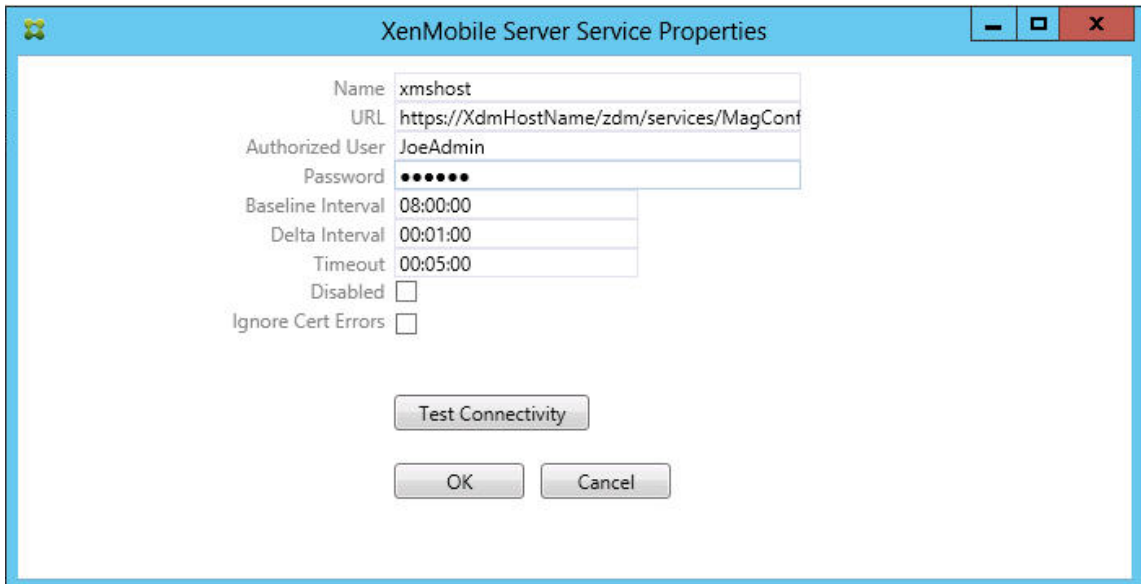 XenMobile Server Service Properties
Name xmshost
URL https://XdmHostName/zdm/services/MagConf
Authorized User JoeAdmin
Password ●●●●●●
Baseline Interval 08:00:00
Delta Interval 00:01:00
Timeout 00:05:00
Disabled
Ignore Cert Errors
Test Connectivity
OK Cancel